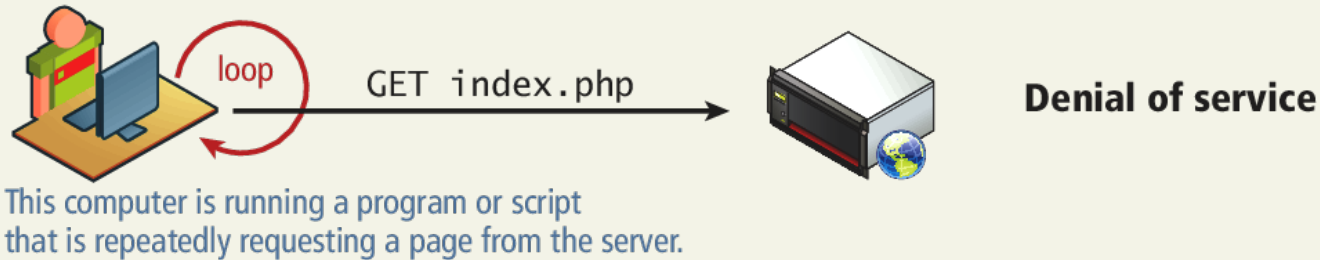 loop
GET index.php
Denial of service
This computer is running a program or script
that is repeatedly requesting a page from the server.